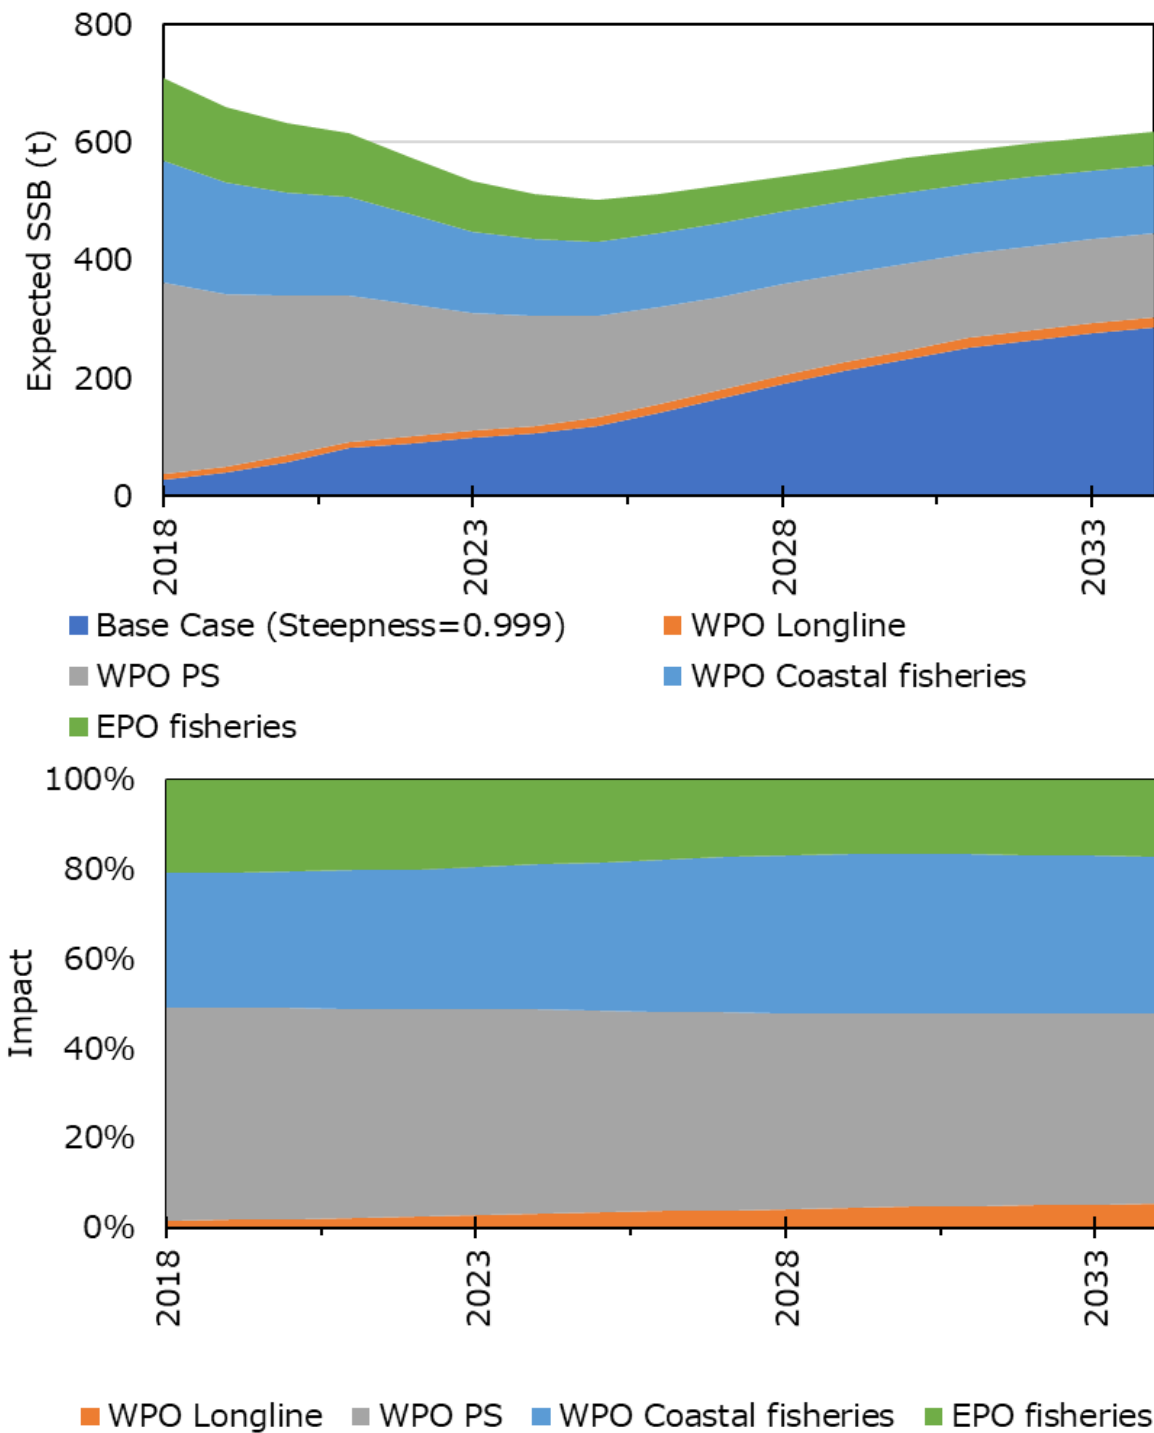 800
600
400
200
0
Expected SSB (t)
2018
2023
2028
2033
Base Case (Steepness=0.999)
WPO Longline
WPO PS
WPO Coastal fisheries
EPO fisheries
100%
80%
60%
40%
20%
0%
Impact
2018
2023
2028
2033
WPO Longline
WPO PS
WPO Coastal fisheries
EPO fisheries